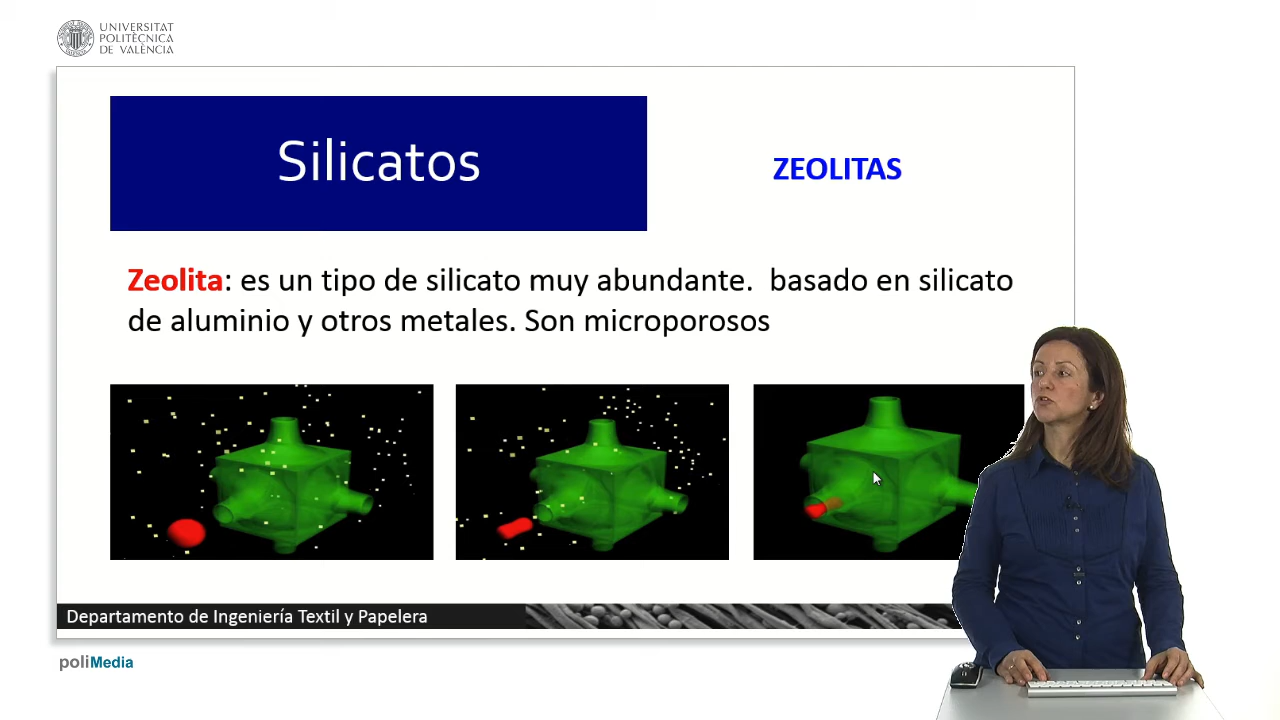 UNIVERSITAT
POLITÈCNICA
DE VALÈNCIA
Silicatos
ZEOLITAS
Zeolita: es un tipo de silicato muy abundante.  basado en silicato
de aluminio y otros metales. Son microporosos
Departamento de Ingeniería Textil y Papelera
poliMedia